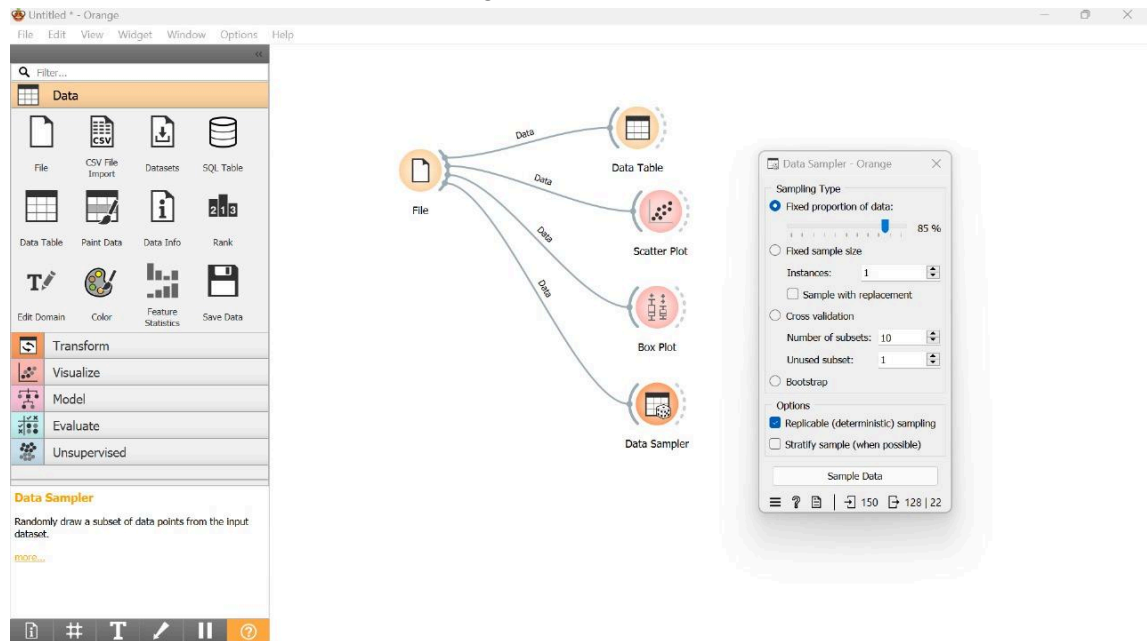 Untitled * - Orange
File Edit View Widget Window Options Help
Filter...
Data
File
CSV File Import
Datasets
SQL Table
Data Table
Paint Data
Data Info
Rank
Edit Domain
Color
Feature Statistics
Save Data
Transform
Visualize
Model
Evaluate
Unsupervised
Data Sampler
Randomly draw a subset of data points from the input
dataset.
more...
File
Data
Data Table
Data
Scatter Plot
Data
Box Plot
Data
Data Sampler
Data Sampler - Orange
Sampling Type
Fixed proportion of data:
85 %
Fixed sample size
Instances: 1
Sample with replacement
Cross validation
Number of subsets: 10
Unused subset: 1
Bootstrap
Options
Replicable (deterministic) sampling
Stratify sample (when possible)
Sample Data
150 128 | 22